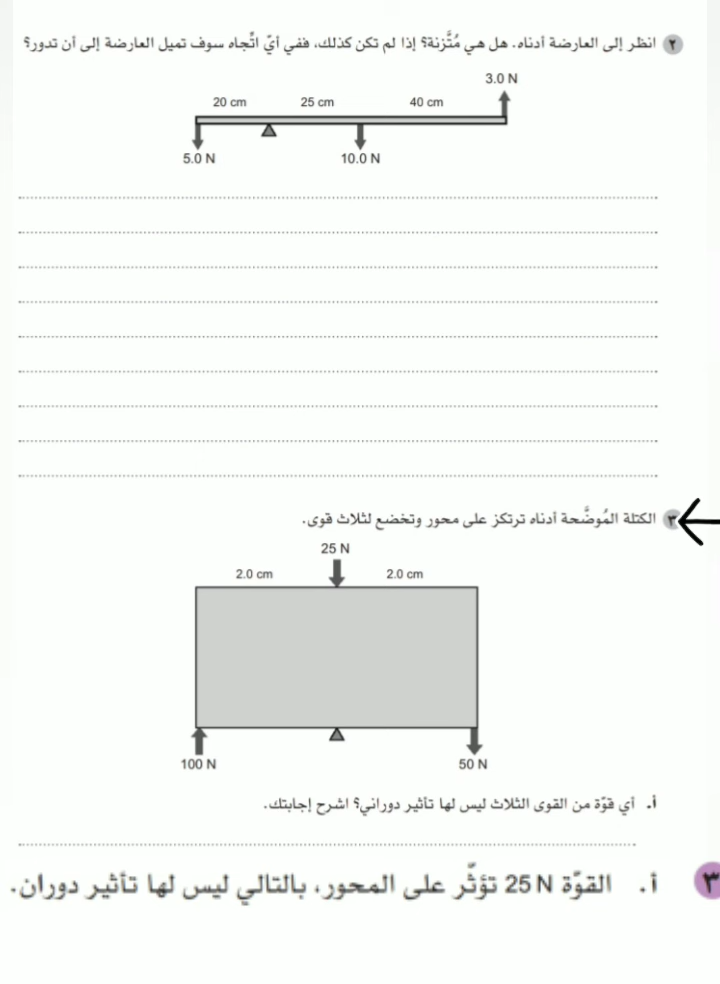 ٢ انظر إلى العارضة أدناه. هل هي مُتَّزنة؟ إذا لم تكن كذلك، ففي أيّ اتّجاه سوف تميل العارضة إلى أن تدور؟
3.0 N
20 cm 25 cm 40 cm
5.0 N 10.0 N
٣ الكتلة المُوضَّحة أدناه ترتكز على محور وتخضع لثلاث قوى.
25 N
2.0 cm 2.0 cm
100 N 50 N
أ. أي قوّة من القوى الثلاث ليس لها تأثير دوراني؟ اشرح إجابتك.
٣ أ. القوّة 25 N تؤثّر على المحور، بالتالي ليس لها تأثير دوران.